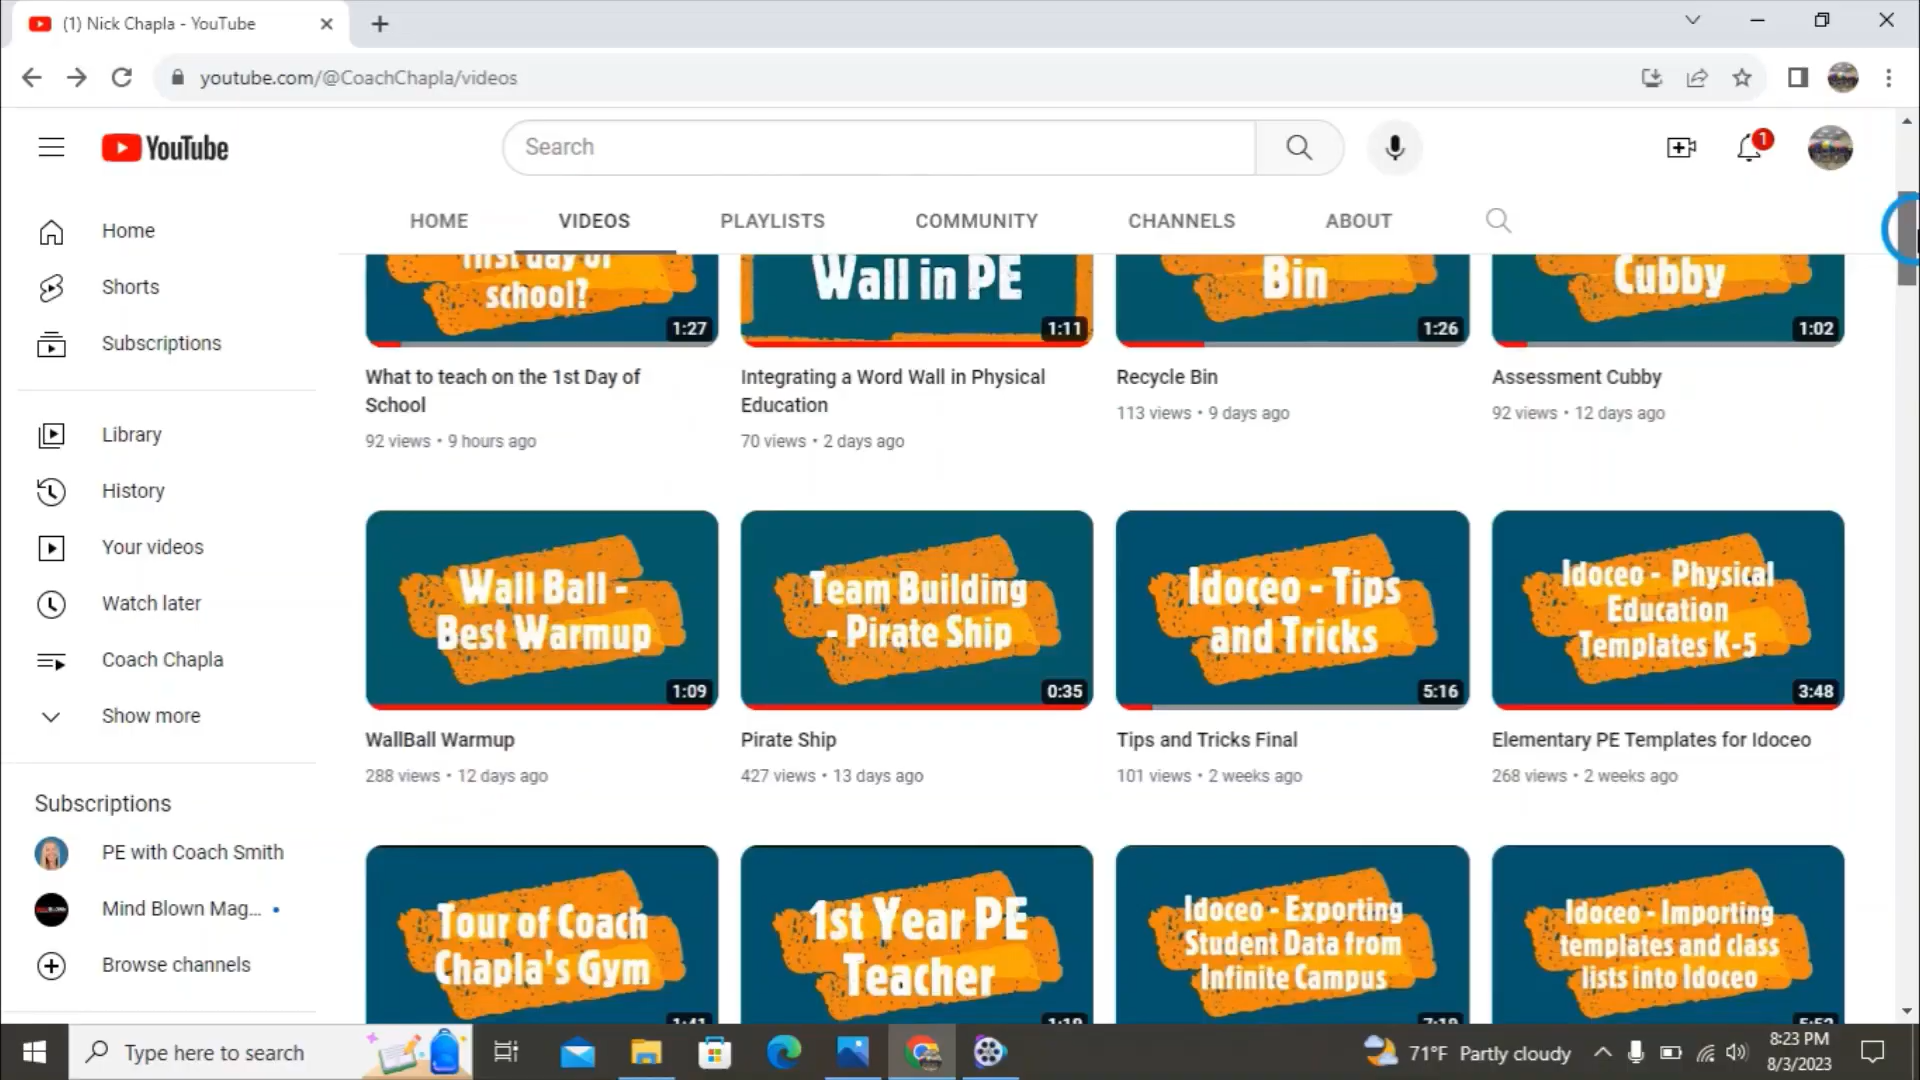 (1) Nick Chapla - YouTube
youtube.com/@CoachChapla/videos
YouTube
Search
1
HOME
VIDEOS
PLAYLISTS
COMMUNITY
CHANNELS
ABOUT
Home
Shorts
Subscriptions
Library
History
Your videos
Watch later
Coach Chapla
Show more
Subscriptions
PE with Coach Smith
Mind Blown Mag... •
Browse channels
first day of
school?
1:27
What to teach on the 1st Day of
School
92 views • 9 hours ago
Wall in PE
1:11
Integrating a Word Wall in Physical
Education
70 views • 2 days ago
Bin
1:26
Recycle Bin
113 views • 9 days ago
Cubby
1:02
Assessment Cubby
92 views • 12 days ago
Wall Ball -
Best Warmup
1:09
WallBall Warmup
288 views • 12 days ago
Team Building
- Pirate Ship
0:35
Pirate Ship
427 views • 13 days ago
Idoceo - Tips
and Tricks
5:16
Tips and Tricks Final
101 views • 2 weeks ago
Idoceo - Physical
Education
Templates K-5
3:48
Elementary PE Templates for Idoceo
268 views • 2 weeks ago
Tour of Coach
Chapla's Gym
1:41
1st Year PE
Teacher
Idoceo - Exporting
Student Data from
Infinite Campus
Idoceo - Importing
templates and class
lists into Idoceo
5:52
Type here to search
71°F Partly cloudy
8:23 PM
8/3/2023